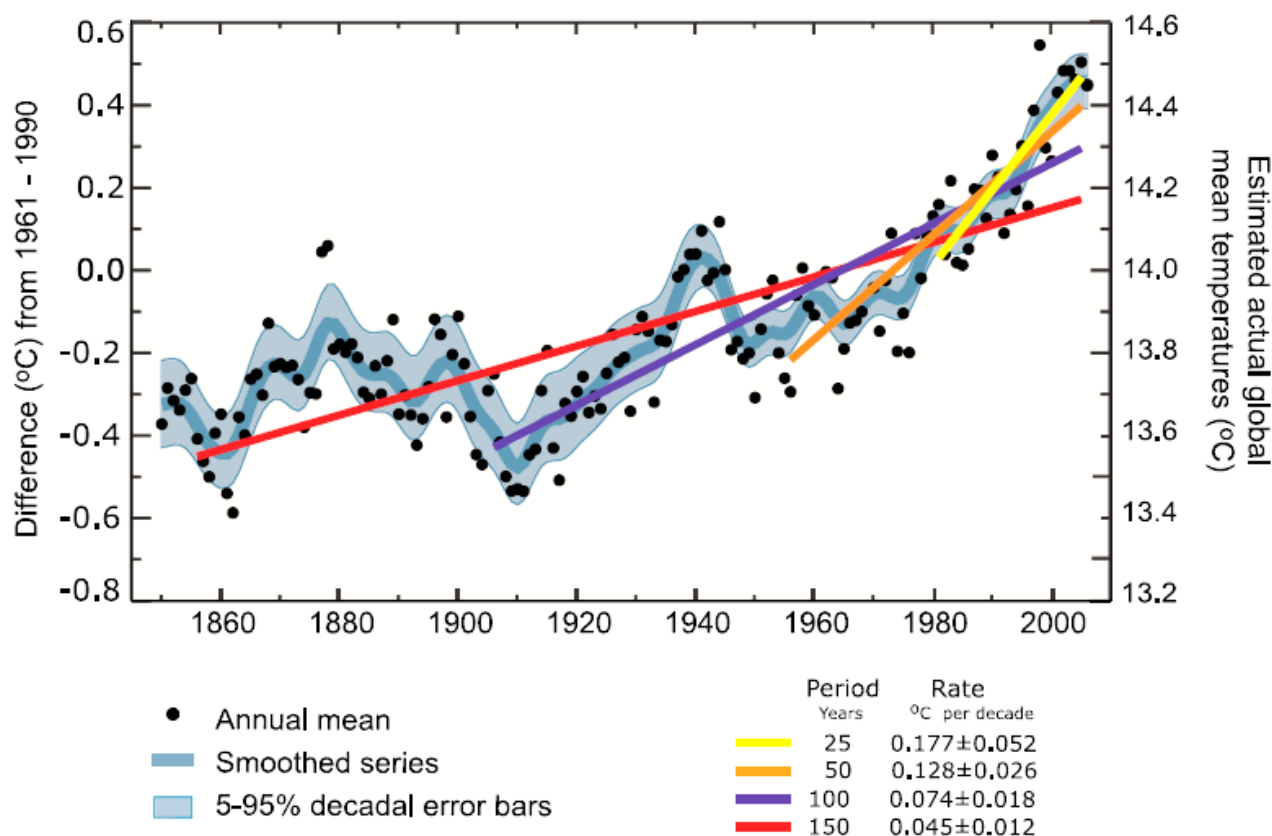 0.6
0.4
0.2
0.0
-0.2
-0.4
-0.6
-0.8
Difference (ºC) from 1961 - 1990
14.6
14.4
14.2
14.0
13.8
13.6
13.4
13.2
Estimated actual global
mean temperatures (ºC)
1860 1880 1900 1920 1940 1960 1980 2000
Annual mean
Smoothed series
5-95% decadal error bars
Period Rate
Years ºC per decade
25 0.177±0.052
50 0.128±0.026
100 0.074±0.018
150 0.045±0.012